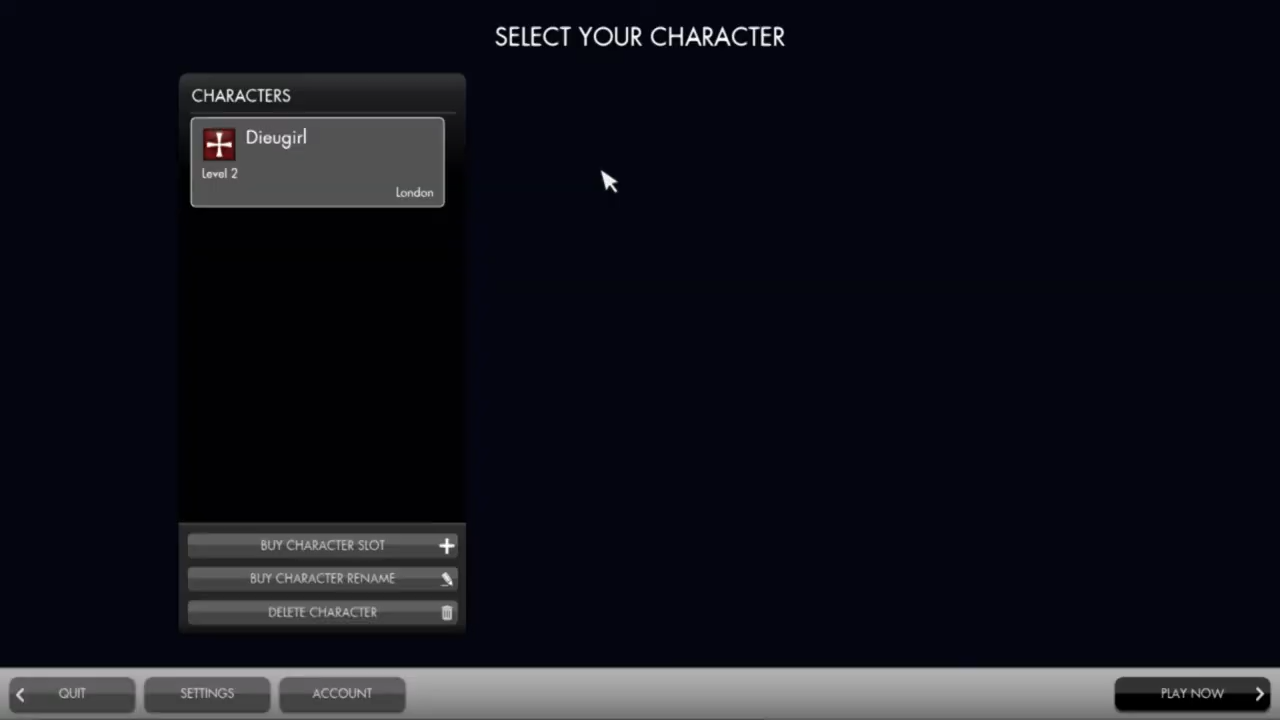 SELECT YOUR CHARACTER
CHARACTERS
Dieugirl
Level 2
London
BUY CHARACTER SLOT
BUY CHARACTER RENAME
DELETE CHARACTER
QUIT
SETTINGS
ACCOUNT
PLAY NOW